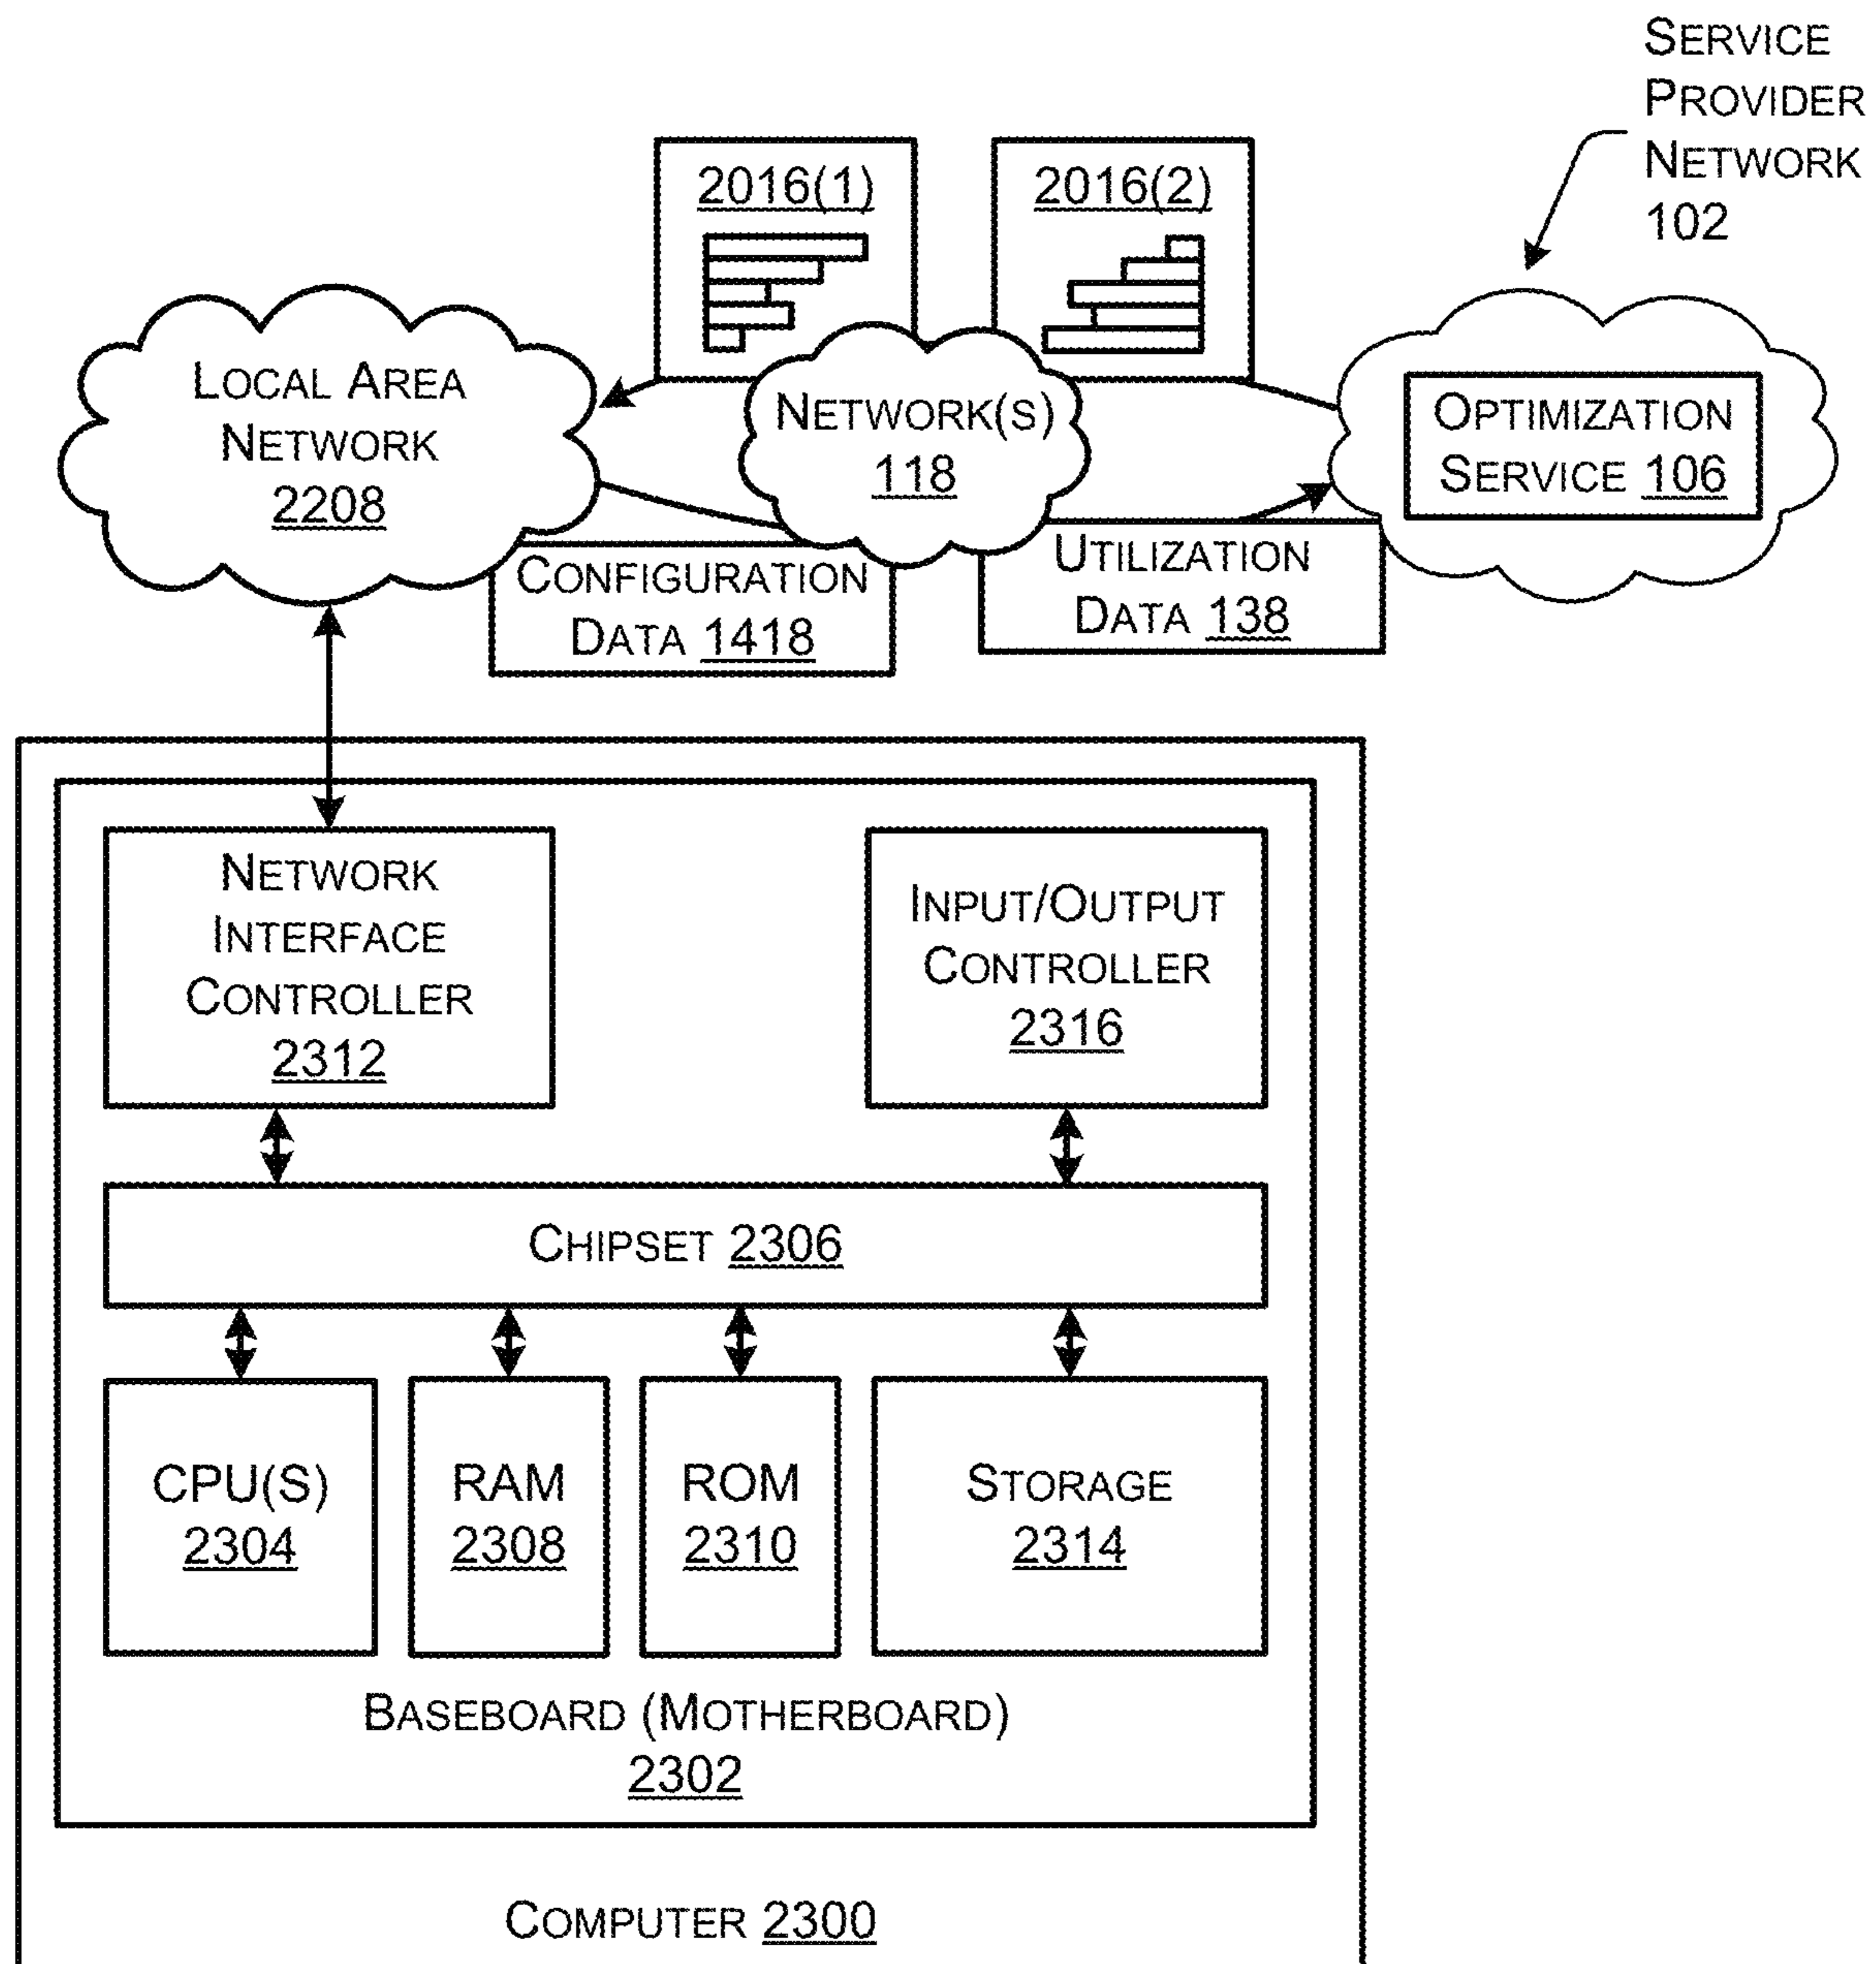 SERVICE
PROVIDER
NETWORK
102
2016(1)
2016(2)
LOCAL AREA
NETWORK
2208
NETWORK(S)
118
OPTIMIZATION
SERVICE 106
CONFIGURATION
DATA 1418
UTILIZATION
DATA 138
NETWORK
INTERFACE
CONTROLLER
2312
INPUT/OUTPUT
CONTROLLER
2316
CHIPSET 2306
CPU(S)
2304
RAM
2308
ROM
2310
STORAGE
2314
BASEBOARD (MOTHERBOARD)
2302
COMPUTER 2300